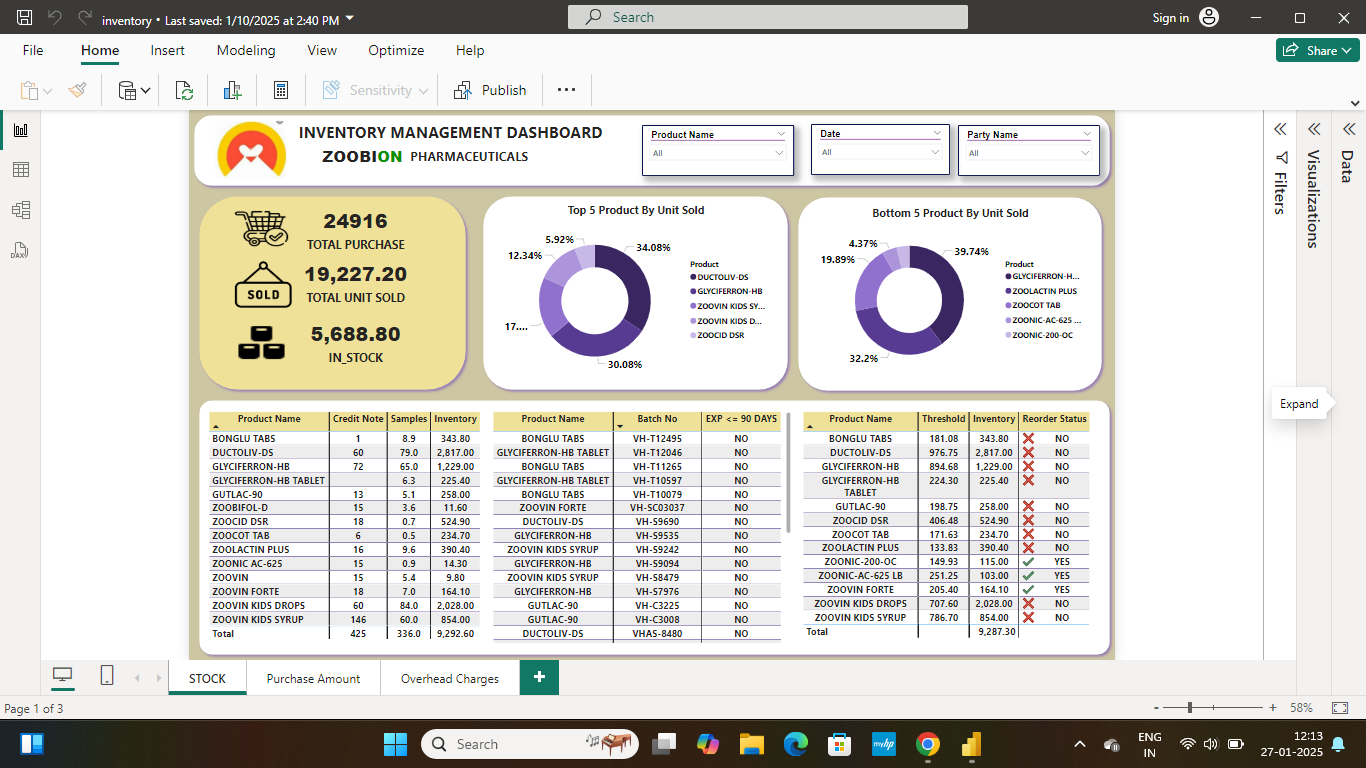 inventory • Last saved: 1/10/2025 at 2:40 PM
Search
Sign in
File Home Insert Modeling View Optimize Help
Share
Sensitivity
Publish
INVENTORY MANAGEMENT DASHBOARD
ZOOBION PHARMACEUTICALS
Product Name
All
Date
All
Party Name
All
24916
TOTAL PURCHASE
SOLD
19,227.20
TOTAL UNIT SOLD
5,688.80
IN_STOCK
Top 5 Product By Unit Sold
34.08%
30.08%
17....
12.34%
5.92%
Product
DUCTOLIV-DS
GLYCIFERRON-HB
ZOOVIN KIDS SY...
ZOOVIN KIDS D...
ZOOCID DSR
Bottom 5 Product By Unit Sold
39.74%
32.2%
19.89%
4.37%
Product
GLYCIFERRON-H...
ZOOLACTIN PLUS
ZOOCOT TAB
ZOONIC-AC-625 ...
ZOONIC-200-OC
Product Name Credit Note Samples Inventory
BONGLU TABS 1 8.9 343.80
DUCTOLIV-DS 60 79.0 2,817.00
GLYCIFERRON-HB 72 65.0 1,229.00
GLYCIFERRON-HB TABLET 6.3 225.40
GUTLAC-90 13 5.1 258.00
ZOOBIFOL-D 15 3.6 11.60
ZOOCID DSR 18 0.7 524.90
ZOOCOT TAB 6 0.5 234.70
ZOOLACTIN PLUS 16 9.6 390.40
ZOONIC AC-625 15 0.9 14.30
ZOOVIN 15 5.4 9.80
ZOOVIN FORTE 18 7.0 164.10
ZOOVIN KIDS DROPS 60 84.0 2,028.00
ZOOVIN KIDS SYRUP 146 60.0 854.00
Total 425 336.0 9,292.60
Product Name Batch No EXP <= 90 DAYS
BONGLU TABS VH-T12495 NO
GLYCIFERRON-HB TABLET VH-T12046 NO
BONGLU TABS VH-T11265 NO
GLYCIFERRON-HB TABLET VH-T10597 NO
BONGLU TABS VH-T10079 NO
ZOOVIN FORTE VH-SC03037 NO
DUCTOLIV-DS VH-S9690 NO
GLYCIFERRON-HB VH-S9535 NO
ZOOVIN KIDS SYRUP VH-S9242 NO
GLYCIFERRON-HB VH-S9094 NO
ZOOVIN KIDS SYRUP VH-S8479 NO
GLYCIFERRON-HB VH-S7976 NO
GUTLAC-90 VH-C3225 NO
GUTLAC-90 VH-C3008 NO
DUCTOLIV-DS VHAS-8480 NO
Product Name Threshold Inventory Reorder Status
BONGLU TABS 181.08 343.80 NO
DUCTOLIV-DS 976.75 2,817.00 NO
GLYCIFERRON-HB 894.68 1,229.00 NO
GLYCIFERRON-HB 224.30 225.40 NO
TABLET
GUTLAC-90 198.75 258.00 NO
ZOOCID DSR 406.48 524.90 NO
ZOOCOT TAB 171.63 234.70 NO
ZOOLACTIN PLUS 133.83 390.40 NO
ZOONIC-200-OC 149.93 115.00 YES
ZOONIC-AC-625 LB 251.25 103.00 YES
ZOOVIN FORTE 205.40 164.10 YES
ZOOVIN KIDS DROPS 707.60 2,028.00 NO
ZOOVIN KIDS SYRUP 786.70 854.00 NO
Total 9,287.30
Filters
Visualizations
Data
Expand
DAX
STOCK Purchase Amount Overhead Charges
Page 1 of 3
58%
Search
myhp
ENG
IN
12:13
27-01-2025